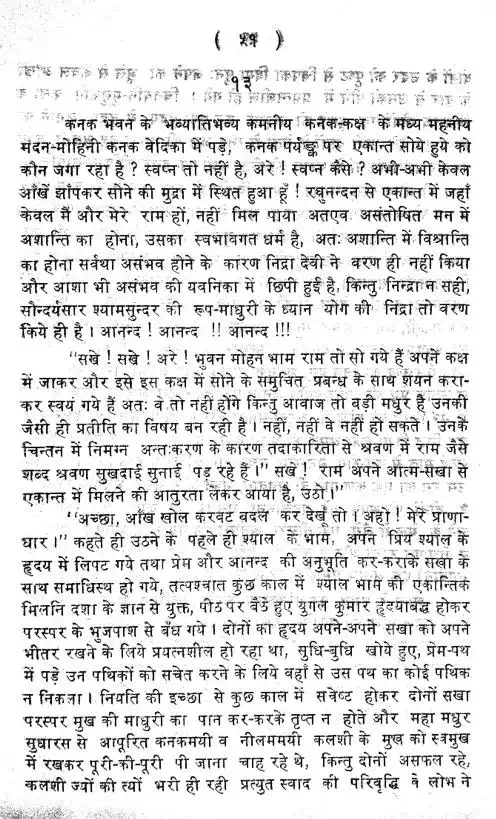 ( ११ )
१३
कनक भवन के भव्यातिभव्य कमनीय कनक-कक्ष के मध्य महनीय
मदन-मोहिनी कनक वेदिका में पड़े, कनक पर्यङ्क पर एकान्त सोये हुये को
कौन जगा रहा है ? स्वप्न तो नहीं है, अरे ! स्वप्न कैसे ? अभी-अभी केवल
आँखें झाँपकर सोने की मुद्रा में स्थित हुआ हूँ ! रघुनन्दन से एकान्त में जहाँ
केवल मैं और मेरे राम हों, नहीं मिल पाया अतएव असंतोषित मन में
अशान्ति का होना, उसका स्वभावगत धर्म है, अतः अशान्ति में विश्रान्ति
का होना सर्वथा असंभव होने के कारण निद्रा देवी ने वरण ही नहीं किया
और आशा भी असंभव की यवनिका में छिपी हुई है, किन्तु निन्द्रा न सही,
सौन्दर्यसार श्यामसुन्दर की रूप-माधुरी के ध्यान योग की निद्रा तो वरण
किये ही है । आनन्द ! आनन्द !! आनन्द !!!
"सखे ! सखे ! अरे ! भुवन मोहन भाम राम तो सो गये हैं अपने कक्ष
में जाकर और इसे इस कक्ष में सोने के समुचित प्रबन्ध के साथ शयन करा-
कर स्वयं गये हैं अतः वे तो नहीं होंगे किन्तु आवाज तो बड़ी मधुर है उनकी
जैसी ही प्रतीति का विषय बन रही है । नहीं, नहीं वे नहीं हो सकते । उनके
चिन्तन में निमग्न अन्तःकरण के कारण तदाकारिता से श्रवण में राम जैसे
शब्द श्रवण सुखदाई सुनाई पड़ रहे हैं ।" सखे ! राम अपने आत्म-सखा से
एकान्त में मिलने की आतुरता लेकर आया है, उठो ।"
"अच्छा, आँख खोल करवट बदल कर देखूँ तो । अहो ! मेरे प्राणा-
धार ।" कहते ही उठने के पहले ही श्याल के भाम, अपने प्रिय श्याल के
हृदय में लिपट गये तथा प्रेम और आनन्द की अनुभूति कर-कराके सखा के
साथ समाधिस्थ हो गये, तत्पश्चात कुछ काल में श्याल भाम की एकान्तिक
मिलनि दशा के ज्ञान से युक्त, पीठ पर बैठे हुए युगल कुमार हृदयाबद्ध होकर
परस्पर के भुजपाश से बँध गये । दोनों का हृदय अपने-अपने सखा को अपने
भीतर रखने के लिये प्रयत्नशील हो रहा था, सुधि-बुधि खोये हुए, प्रेम-पथ
में पड़े उन पथिकों को सचेत करने के लिये वहाँ से उस पथ का कोई पथिक
न निकला । नियति की इच्छा से कुछ काल में सचेष्ट होकर दोनों सखा
परस्पर मुख की माधुरी का पान कर-करके तृप्त न होते और महा मधुर
सुधारस से आपूरित कनकमयी व नीलममयी कलशी के मुख को स्वमुख
में रखकर पूरी-की-पूरी पी जाना चाह रहे थे, किन्तु दोनों असफल रहे,
कलशी ज्यों की त्यों भरी ही रही प्रत्युत स्वाद की परिवृद्धि के लोभ ने